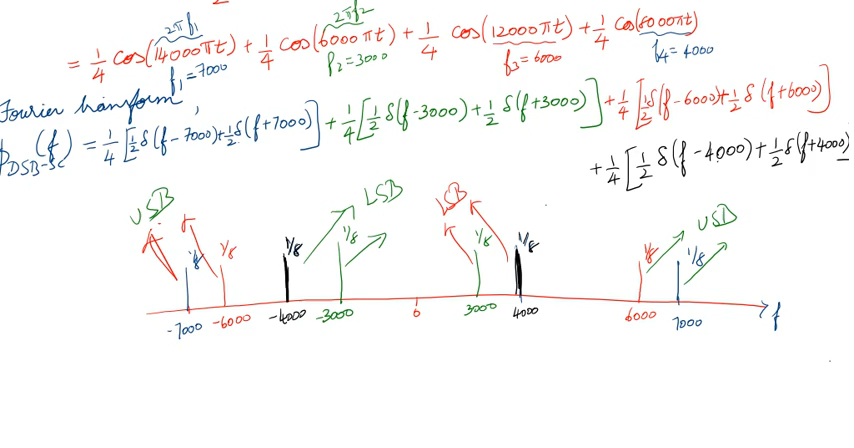 2πf₁ 2πf₂
= 1/4 cos(14000πt) + 1/4 cos(6000πt) + 1/4 cos(12000πt) + 1/4 cos(8000πt)
f₁=7000 f₂=3000 f₃=6000 f₄=4000
Fourier transform,
ϕ_DSB-SC (f) = 1/4 [1/2 δ(f-7000)+1/2 δ(f+7000)] + 1/4 [1/2 δ(f-3000)+1/2 δ(f+3000)] + 1/4 [1/2 δ(f-6000)+1/2 δ(f+6000)]
+ 1/4 [1/2 δ(f-4000)+1/2 δ(f+4000)
USB LSB LSB USB
1/8 1/8 1/8 1/8 1/8 1/8 1/8 1/8
-7000 -6000 -4000 -3000 0 3000 4000 6000 7000 f